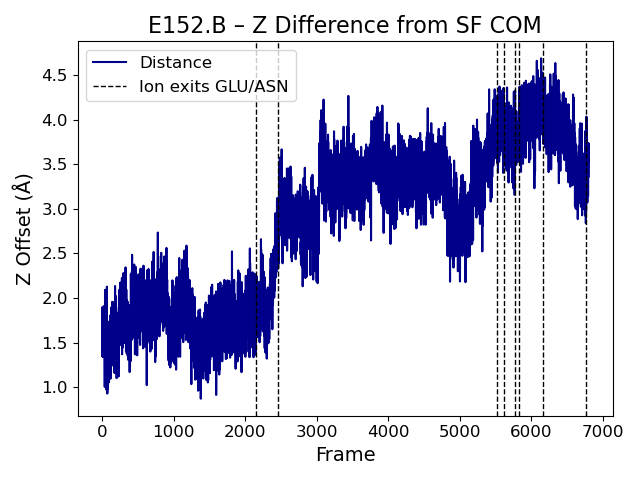 E152.B – Z Difference from SF COM
Distance
Ion exits GLU/ASN
Z Offset (Å)
4.5
4.0
3.5
3.0
2.5
2.0
1.5
1.0
0 1000 2000 3000 4000 5000 6000 7000
Frame